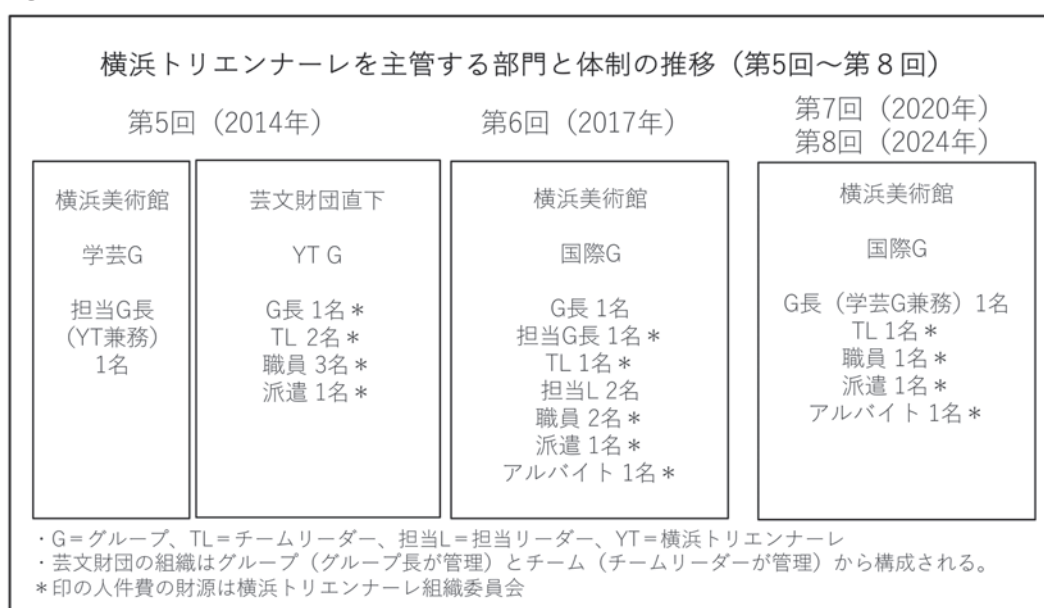 横浜トリエンナーレを主管する部門と体制の推移（第5回～第８回）
第5回（2014年）
横浜美術館
学芸G
担当G長
(YT兼務)
1名
芸文財団直下
YT G
G長 1名＊
TL 2名＊
職員 3名＊
派遣 1名＊
第6回（2017年）
横浜美術館
国際G
G長 1名
担当G長 1名＊
TL 1名＊
担当L 2名
職員 2名＊
派遣 1名＊
アルバイト 1名＊
第7回（2020年）
第8回（2024年）
横浜美術館
国際G
G長（学芸G兼務）1名
TL 1名＊
職員 1名＊
派遣 1名＊
アルバイト 1名＊
・G＝グループ、TL＝チームリーダー、担当L＝担当リーダー、YT＝横浜トリエンナーレ
・芸文財団の組織はグループ（グループ長が管理）とチーム（チームリーダーが管理）から構成される。
＊印の人件費の財源は横浜トリエンナーレ組織委員会